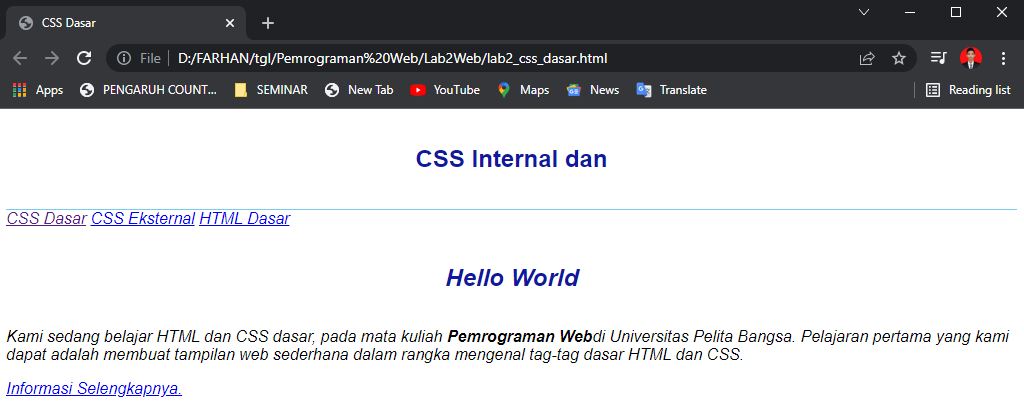 CSS Dasar
File | D:/FARHAN/tgl/Pemrograman%20Web/Lab2Web/lab2_css_dasar.html
Apps PENGARUH COUNT... SEMINAR New Tab YouTube Maps News Translate Reading list
CSS Internal dan
CSS Dasar CSS Eksternal HTML Dasar
Hello World
Kami sedang belajar HTML dan CSS dasar, pada mata kuliah Pemrograman Webdi Universitas Pelita Bangsa. Pelajaran pertama yang kami
dapat adalah membuat tampilan web sederhana dalam rangka mengenal tag-tag dasar HTML dan CSS.
Informasi Selengkapnya.